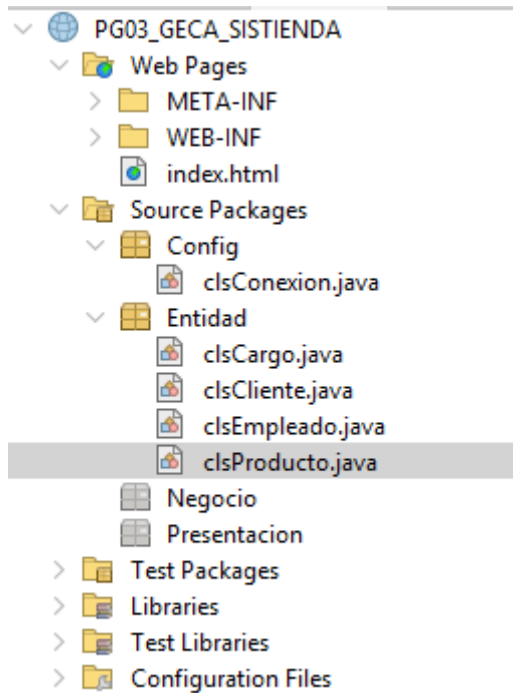 PG03_GECA_SISTIENDA
Web Pages
META-INF
WEB-INF
index.html
Source Packages
Config
clsConexion.java
Entidad
clsCargo.java
clsCliente.java
clsEmpleado.java
clsProducto.java
Negocio
Presentacion
Test Packages
Libraries
Test Libraries
Configuration Files